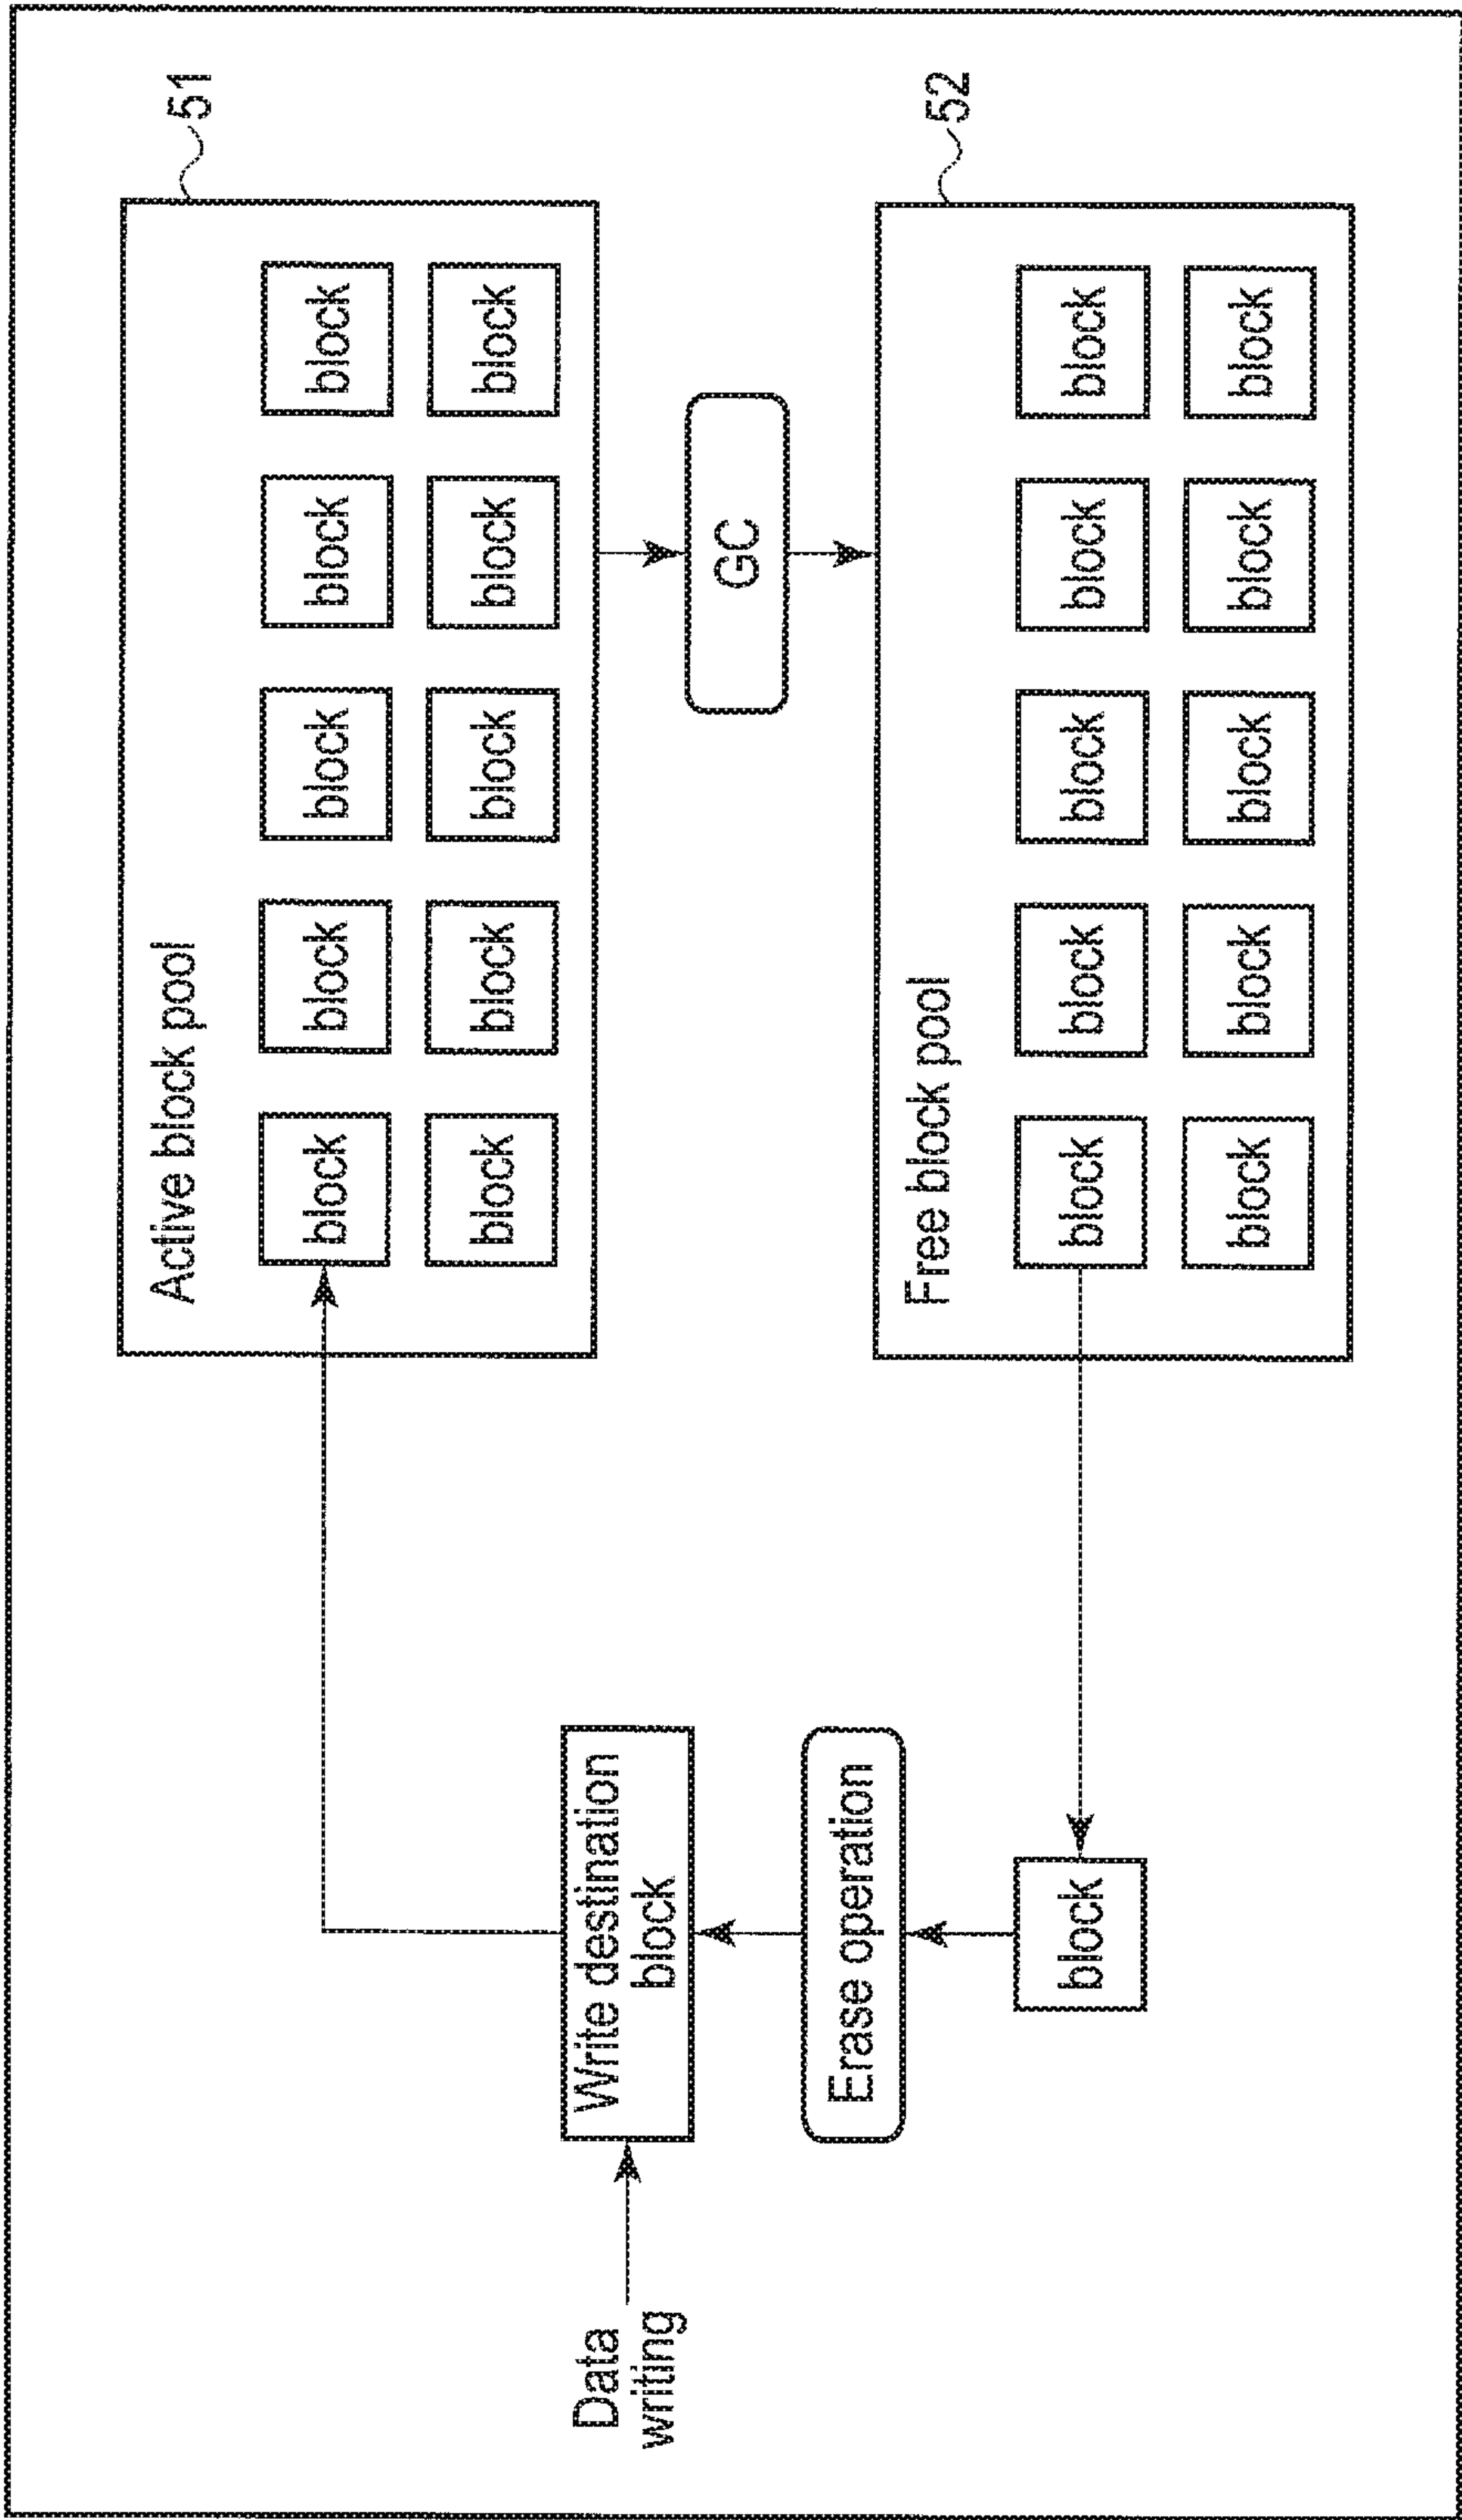 Active block pool
51
block block block block block
block block block block block
Data
writing
Write destination
block
GC
Erase operation
Free block pool
52
block
block block block block block
block block block block block